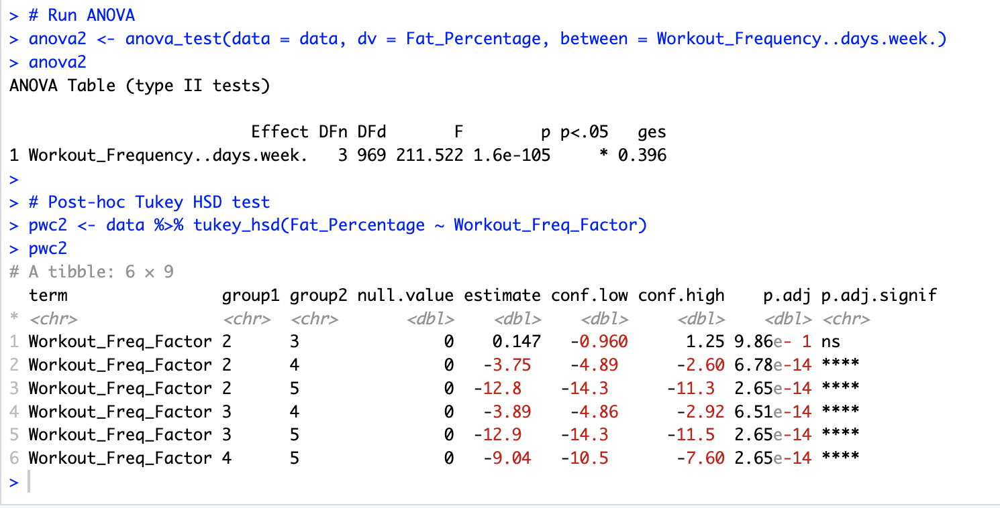 > # Run ANOVA
> anova2 <- anova_test(data = data, dv = Fat_Percentage, between = Workout_Frequency..days.week.)
> anova2
ANOVA Table (type II tests)

                         Effect DFn DFd       F        p p<.05   ges
1 Workout_Frequency..days.week.   3 969 211.522 1.6e-105     * 0.396
>
> # Post-hoc Tukey HSD test
> pwc2 <- data %>% tukey_hsd(Fat_Percentage ~ Workout_Freq_Factor)
> pwc2
# A tibble: 6 × 9
  term                group1 group2 null.value estimate conf.low conf.high    p.adj p.adj.signif
* <chr>               <chr>  <chr>       <dbl>    <dbl>    <dbl>     <dbl>    <dbl> <chr>
1 Workout_Freq_Factor 2      3               0    0.147   -0.960      1.25 9.86e- 1 ns
2 Workout_Freq_Factor 2      4               0   -3.75    -4.89      -2.60 6.78e-14 ****
3 Workout_Freq_Factor 2      5               0  -12.8    -14.3      -11.3  2.65e-14 ****
4 Workout_Freq_Factor 3      4               0   -3.89    -4.86      -2.92 6.51e-14 ****
5 Workout_Freq_Factor 3      5               0  -12.9    -14.3      -11.5  2.65e-14 ****
6 Workout_Freq_Factor 4      5               0   -9.04   -10.5       -7.60 2.65e-14 ****
>